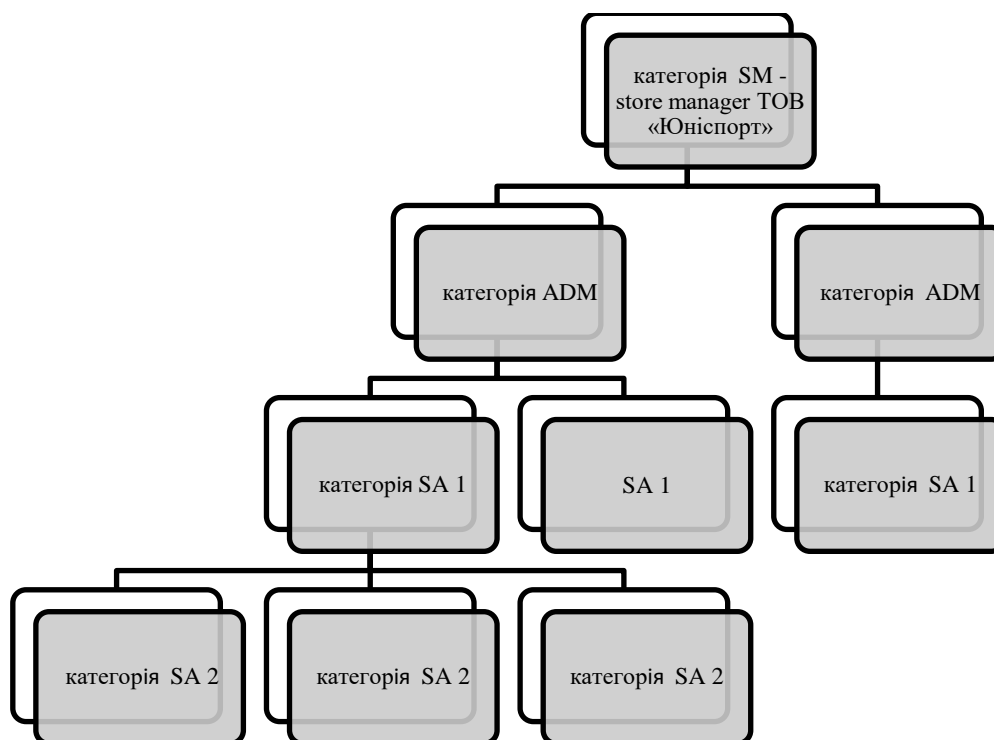 категорія SM -
store manager ТОВ
«Юніспорт»
категорія ADM
категорія ADM
категорія SA 1
SA 1
категорія SA 1
категорія SA 2
категорія SA 2
категорія SA 2